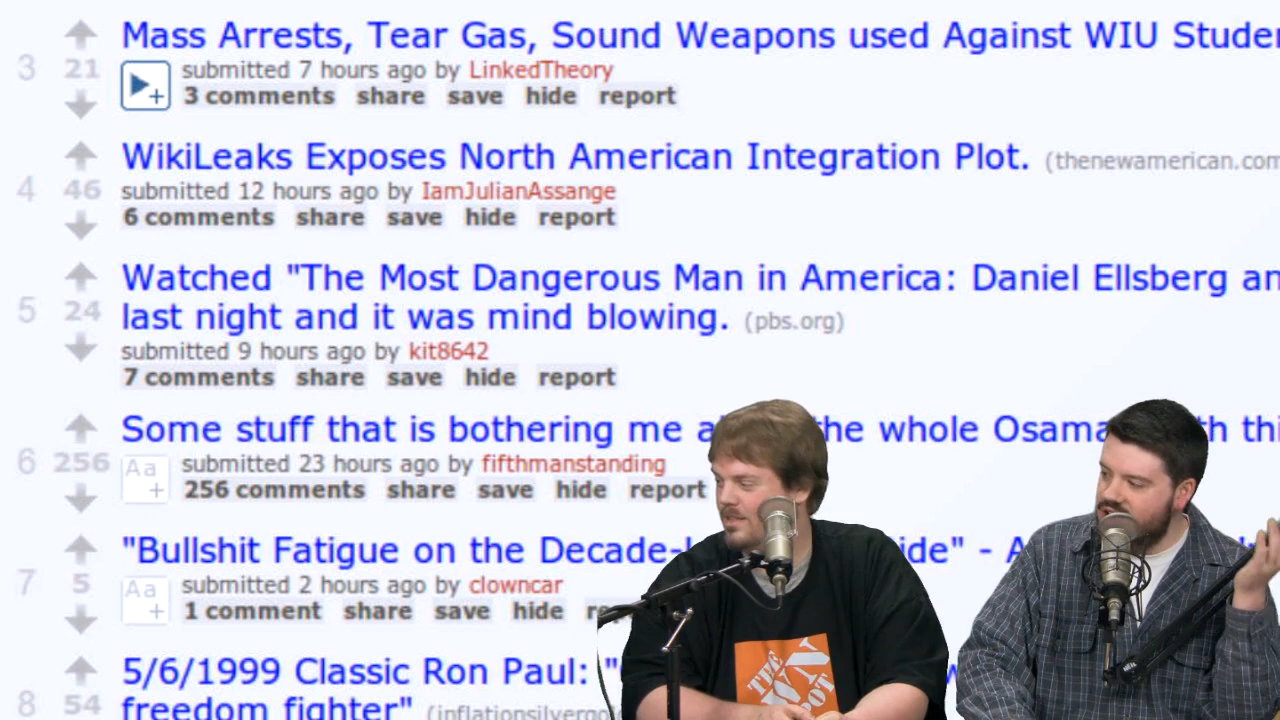 Mass Arrests, Tear Gas, Sound Weapons used Against WIU
3
21
submitted 7 hours ago by LinkedTheory
3 comments share save hide report
WikiLeaks Exposes North American Integration Plot. (thenewamerican.com
4
46
submitted 12 hours ago by IamJulianAssange
6 comments share save hide report
Watched "The Most Dangerous Man in America: Daniel Ellsberg
5
24
last night and it was mind blowing. (pbs.org)
submitted 9 hours ago by kit8642
7 comments share save hide report
Some stuff that is bothering me the whole Osama
6
256
Aa
submitted 23 hours ago by fifthmanstanding
256 comments share save hide report
"Bullshit Fatigue on the
7
5
Aa
submitted 2 hours ago by clowncar
1 comment share save hide
5/6/1999 Classic Ron Paul:
8
54
freedom fighter"
THE